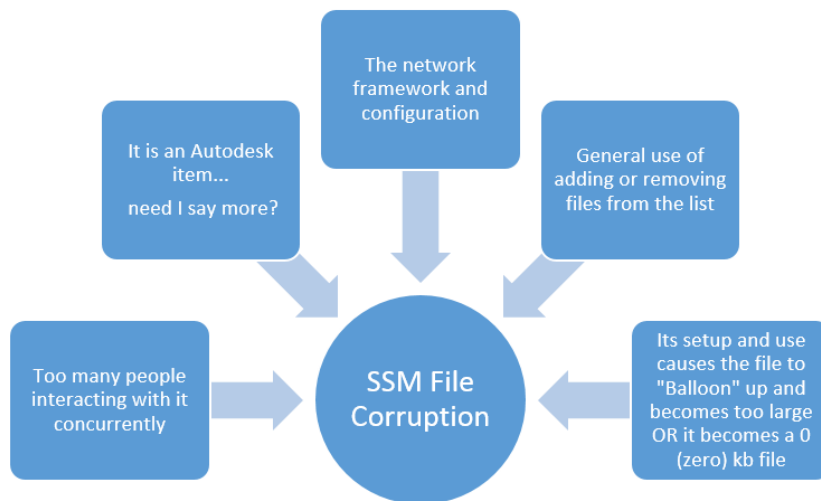 The network
framework and
configuration
It is an Autodesk
item...
need I say more?
General use of
adding or removing
files from the list
Too many people
interacting with it
concurrently
SSM File
Corruption
Its setup and use
causes the file to
"Balloon" up and
becomes too large
OR it becomes a 0
(zero) kb file